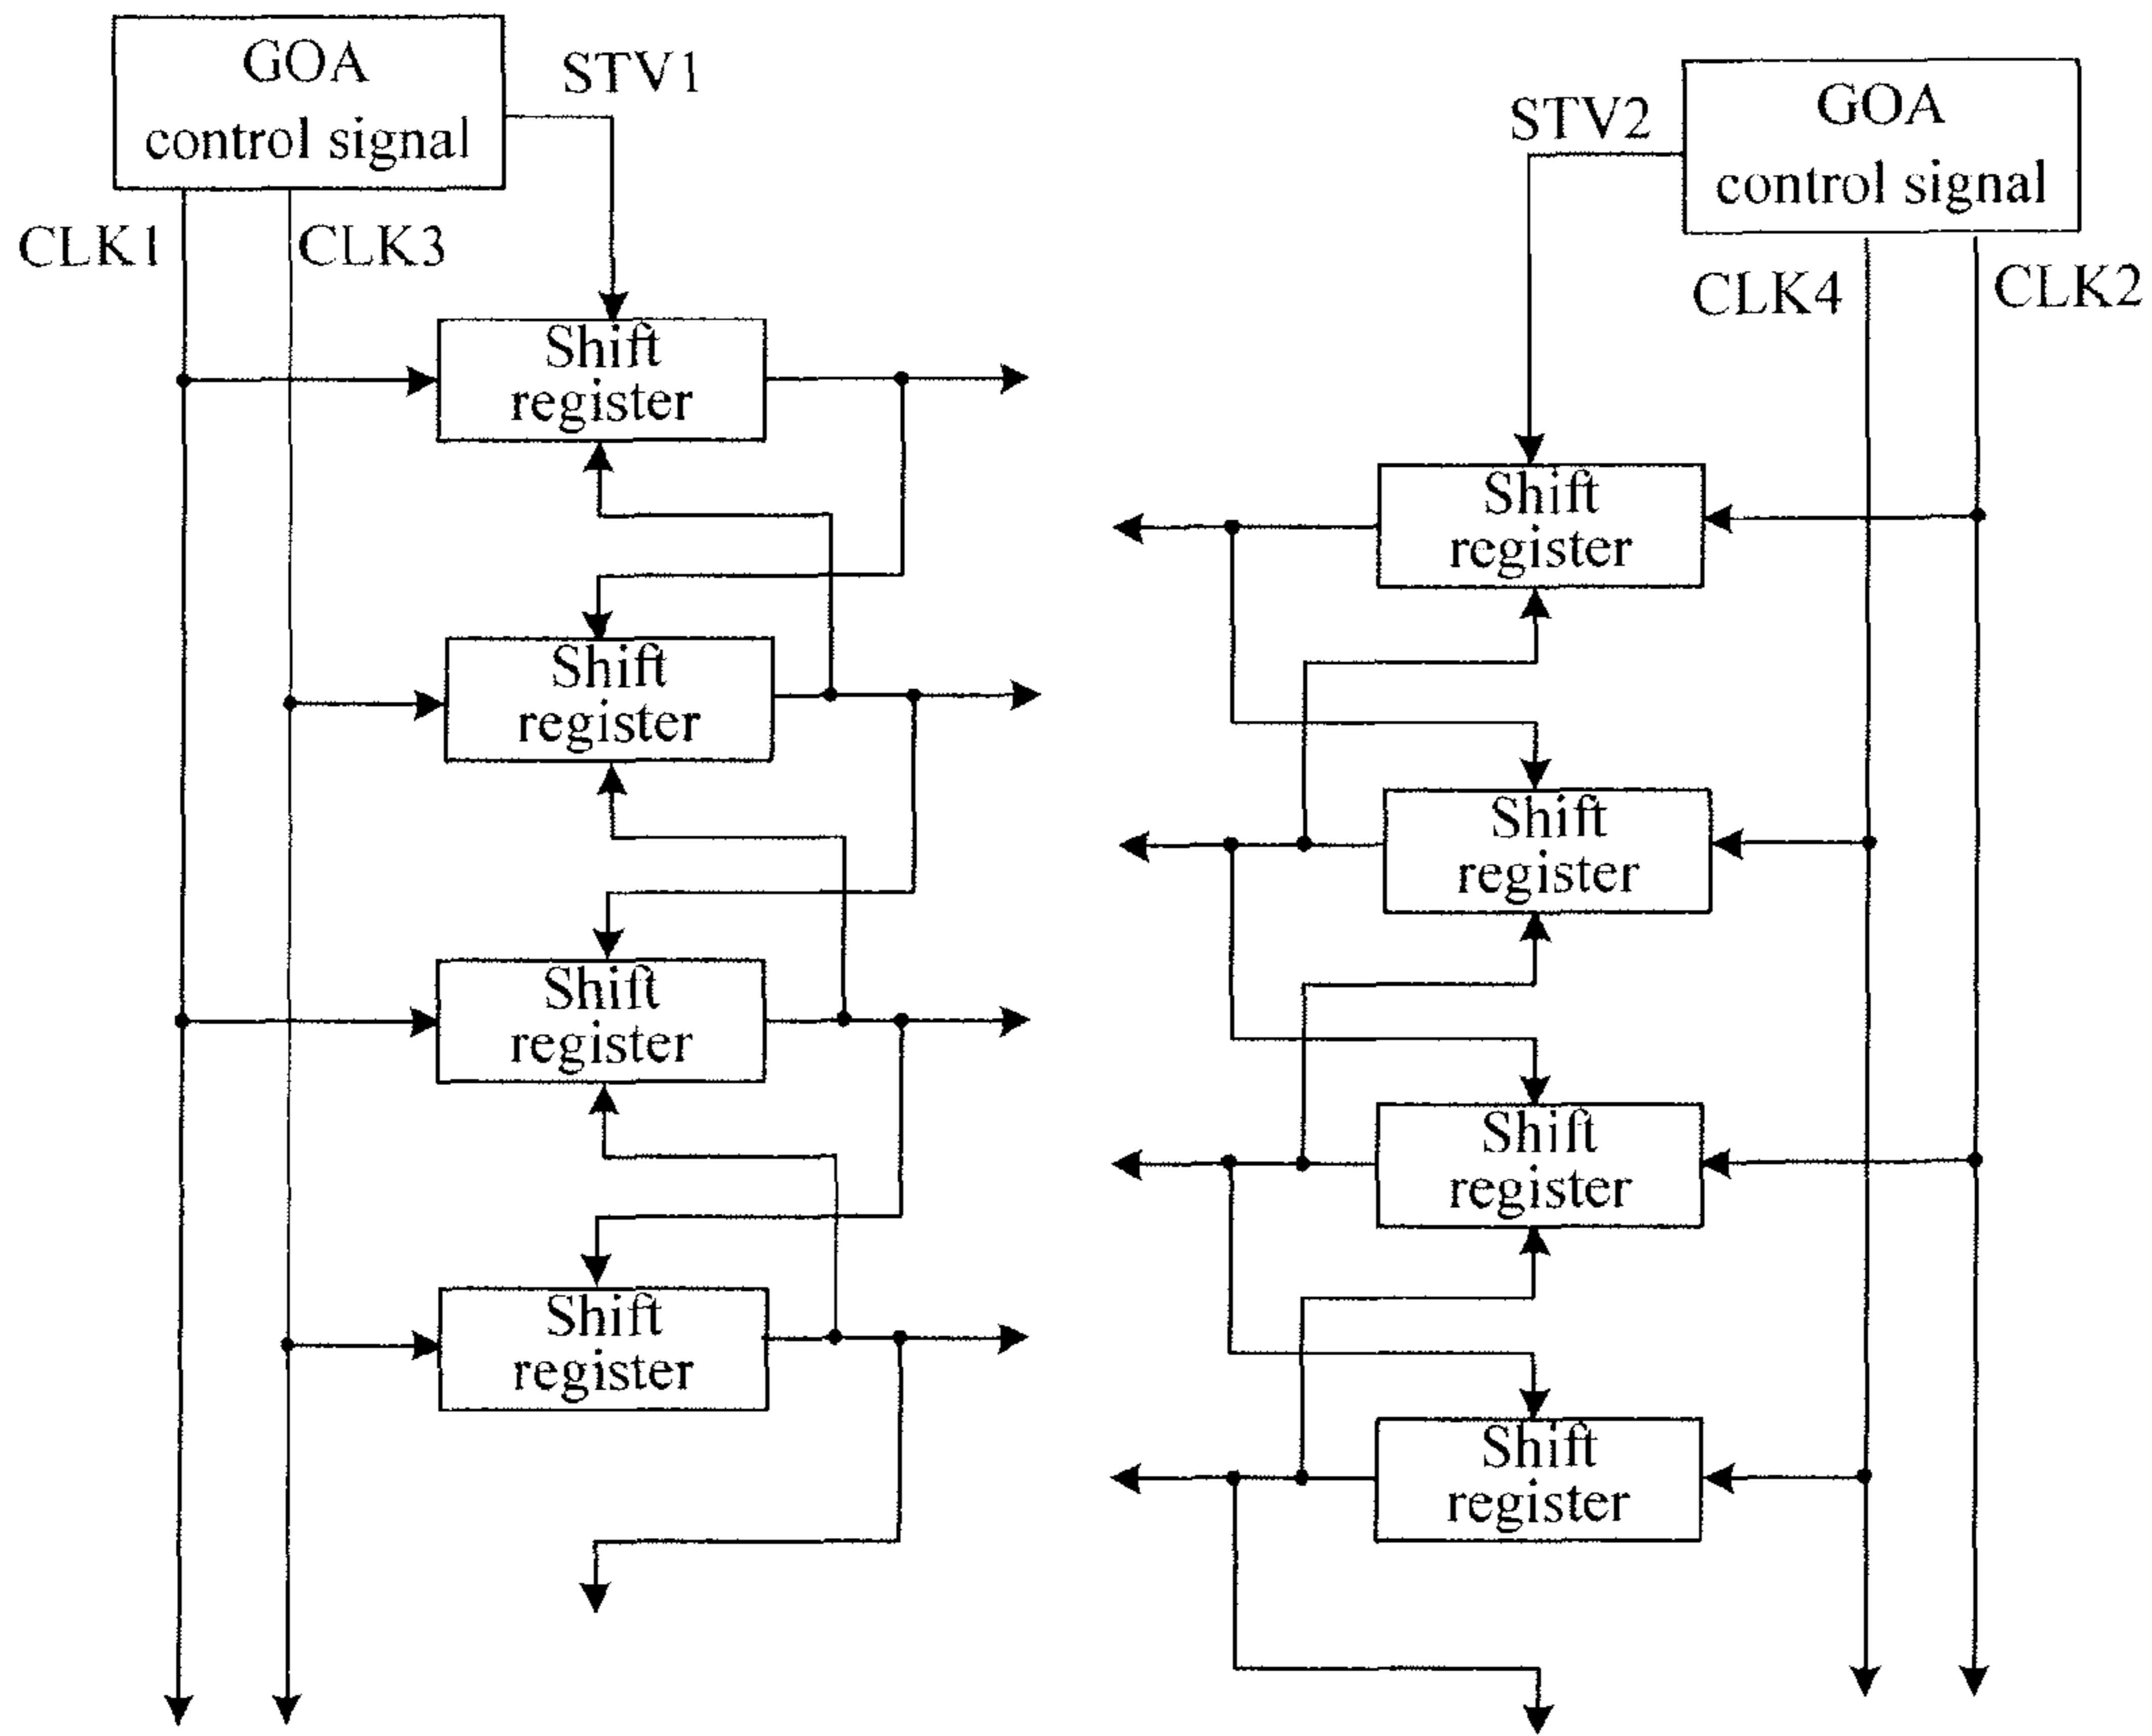 GOA
control signal
STV1
CLK1
CLK3
GOA
control signal
STV2
CLK4
CLK2
Shift
register
Shift
register
Shift
register
Shift
register
Shift
register
Shift
register
Shift
register
Shift
register